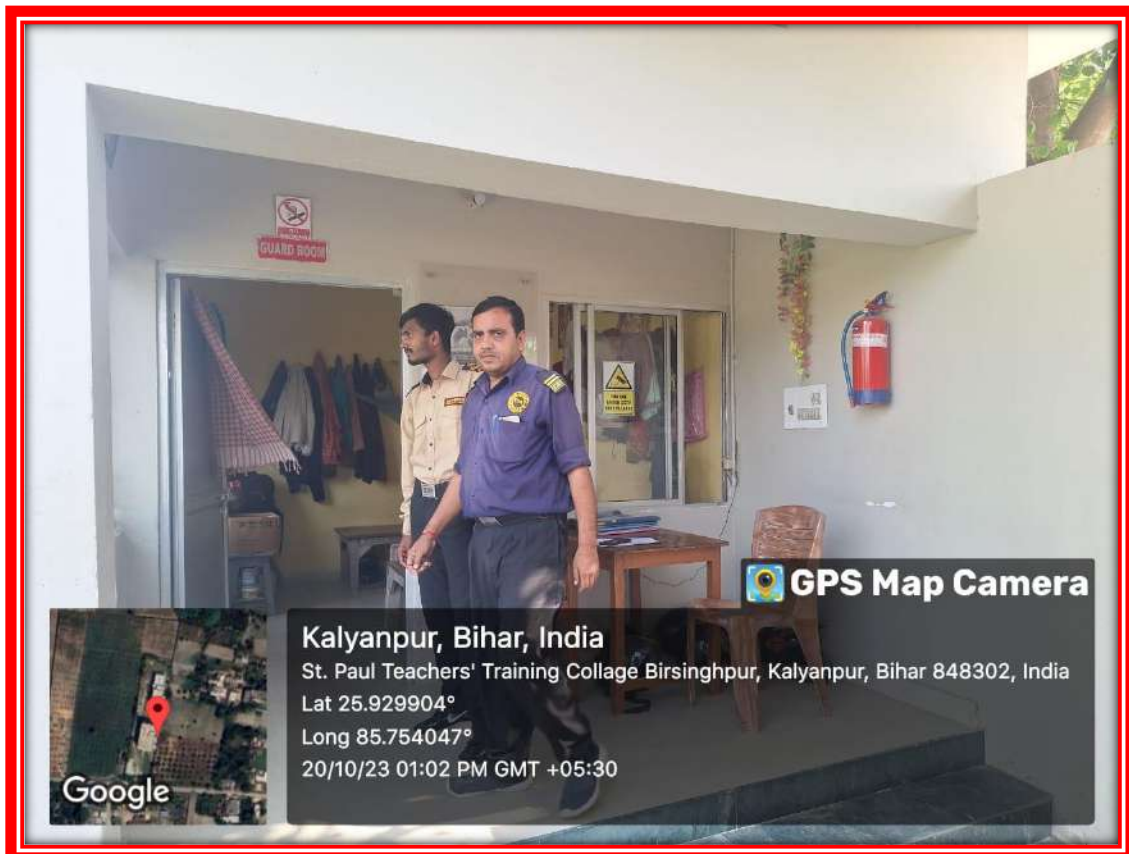 GUARD ROOM
GPS Map Camera
Kalyanpur, Bihar, India
St. Paul Teachers' Training Collage Birsinghpur, Kalyanpur, Bihar 848302, India
Lat 25.929904°
Long 85.754047°
20/10/23 01:02 PM GMT +05:30
Google